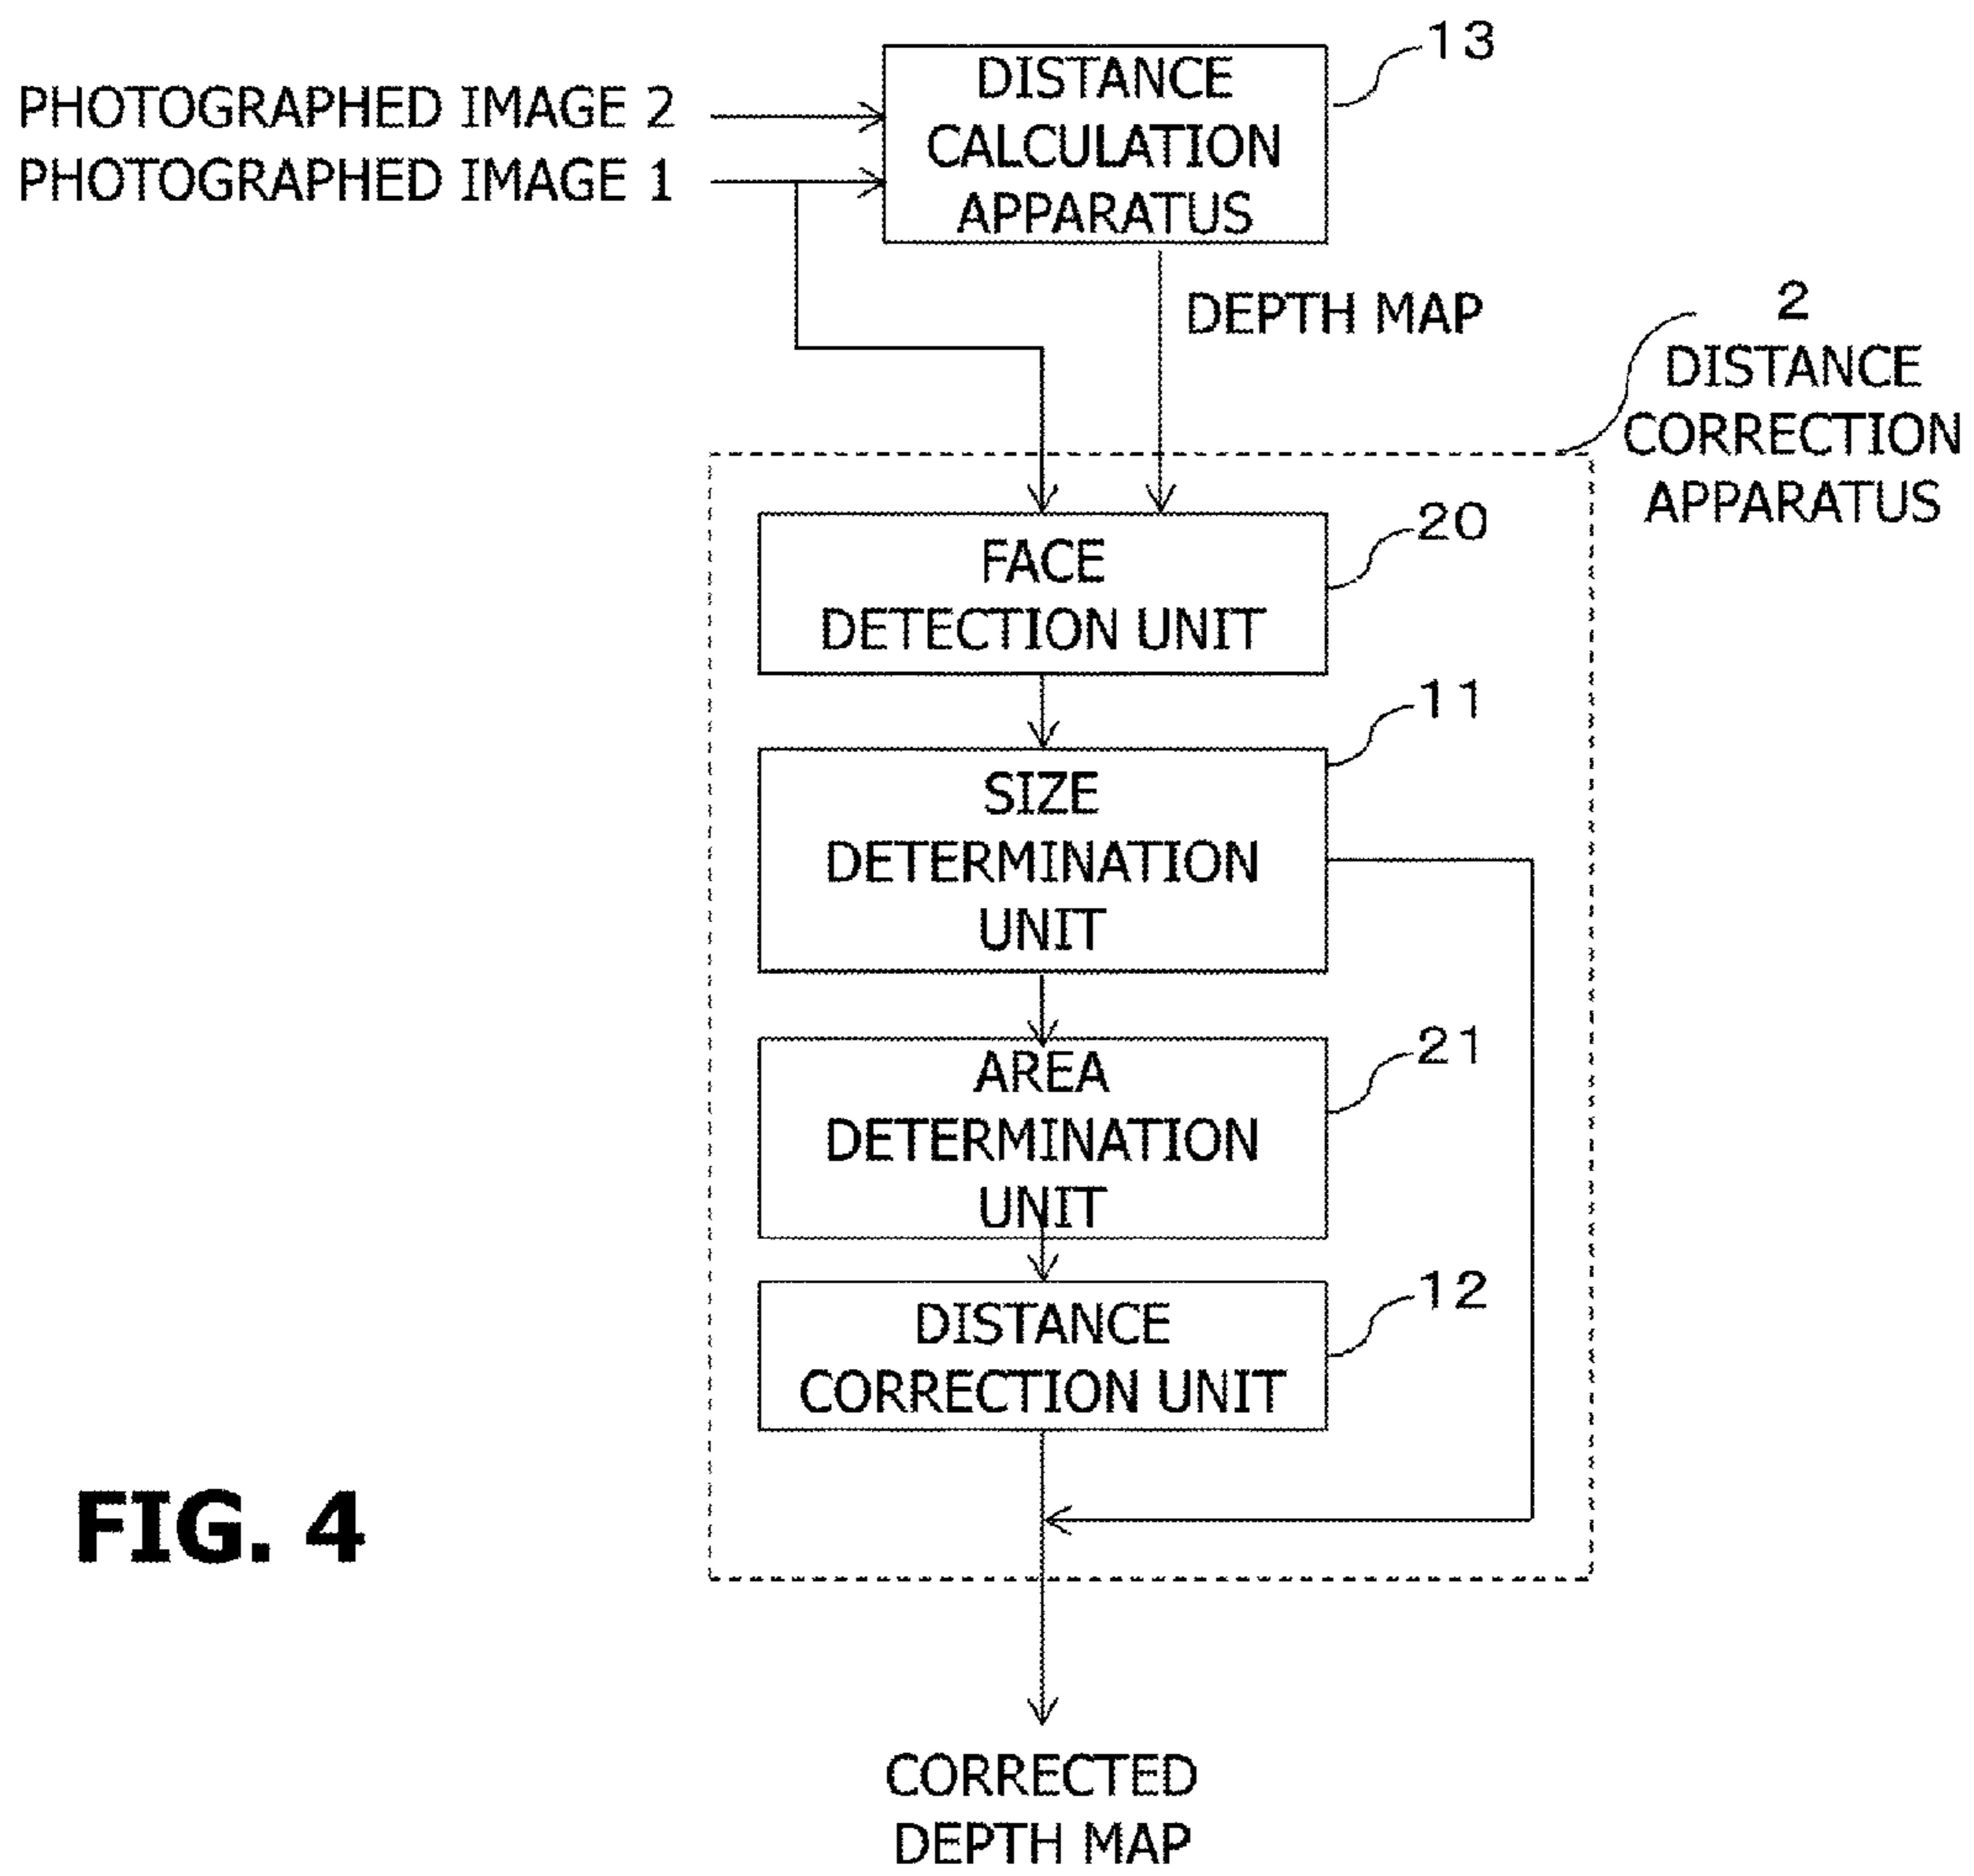 13
DISTANCE
CALCULATION
APPARATUS
PHOTOGRAPHED IMAGE 2
PHOTOGRAPHED IMAGE 1
DEPTH MAP
2
DISTANCE
CORRECTION
APPARATUS
20
FACE
DETECTION UNIT
11
SIZE
DETERMINATION
UNIT
21
AREA
DETERMINATION
UNIT
12
DISTANCE
CORRECTION UNIT
FIG. 4
CORRECTED
DEPTH MAP